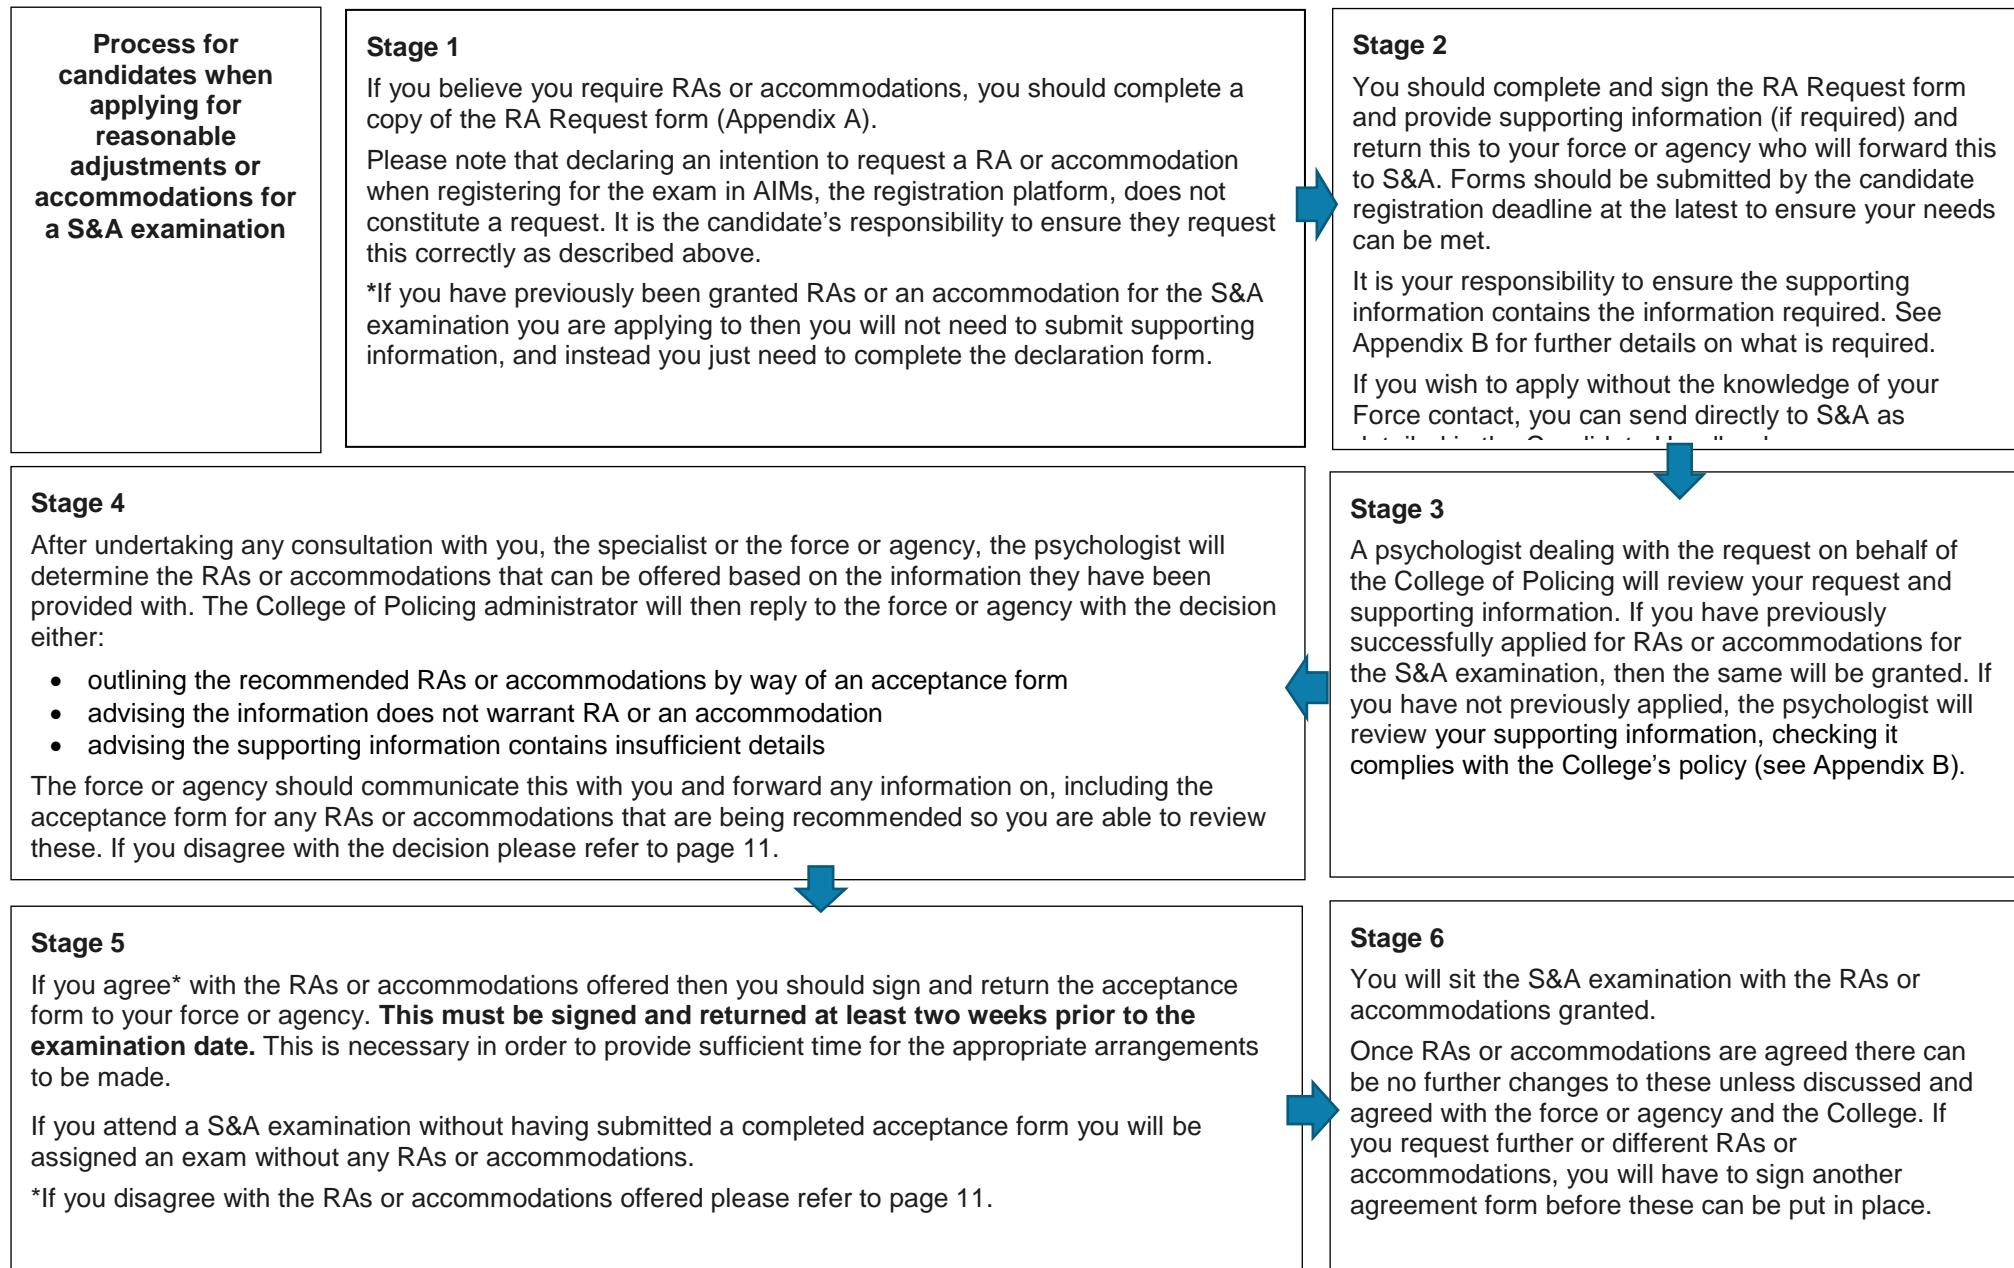 Process for
candidates when
applying for
reasonable
adjustments or
accommodations for
a S&A examination
Stage 1
If you believe you require RAs or accommodations, you should complete a
copy of the RA Request form (Appendix A).
Please note that declaring an intention to request a RA or accommodation
when registering for the exam in AIMs, the registration platform, does not
constitute a request. It is the candidate's responsibility to ensure they request
this correctly as described above.
*If you have previously been granted RAs or an accommodation for the S&A
examination you are applying to then you will not need to submit supporting
information, and instead you just need to complete the declaration form.
Stage 2
You should complete and sign the RA Request form
and provide supporting information (if required) and
return this to your force or agency who will forward this
to S&A. Forms should be submitted by the candidate
registration deadline at the latest to ensure your needs
can be met.
It is your responsibility to ensure the supporting
information contains the information required. See
Appendix B for further details on what is required.
If you wish to apply without the knowledge of your
Force contact, you can send directly to S&A as
Stage 3
A psychologist dealing with the request on behalf of
the College of Policing will review your request and
supporting information. If you have previously
successfully applied for RAs or accommodations for
the S&A examination, then the same will be granted. If
you have not previously applied, the psychologist will
review your supporting information, checking it
complies with the College's policy (see Appendix B).
Stage 4
After undertaking any consultation with you, the specialist or the force or agency, the psychologist will
determine the RAs or accommodations that can be offered based on the information they have been
provided with. The College of Policing administrator will then reply to the force or agency with the decision
either:
• outlining the recommended RAs or accommodations by way of an acceptance form
• advising the information does not warrant RA or an accommodation
• advising the supporting information contains insufficient details
The force or agency should communicate this with you and forward any information on, including the
acceptance form for any RAs or accommodations that are being recommended so you are able to review
these. If you disagree with the decision please refer to page 11.
Stage 5
If you agree* with the RAs or accommodations offered then you should sign and return the acceptance
form to your force or agency. This must be signed and returned at least two weeks prior to the
examination date. This is necessary in order to provide sufficient time for the appropriate arrangements
to be made.
If you attend a S&A examination without having submitted a completed acceptance form you will be
assigned an exam without any RAs or accommodations.
*If you disagree with the RAs or accommodations offered please refer to page 11.
Stage 6
You will sit the S&A examination with the RAs or
accommodations granted.
Once RAs or accommodations are agreed there can
be no further changes to these unless discussed and
agreed with the force or agency and the College. If
you request further or different RAs or
accommodations, you will have to sign another
agreement form before these can be put in place.